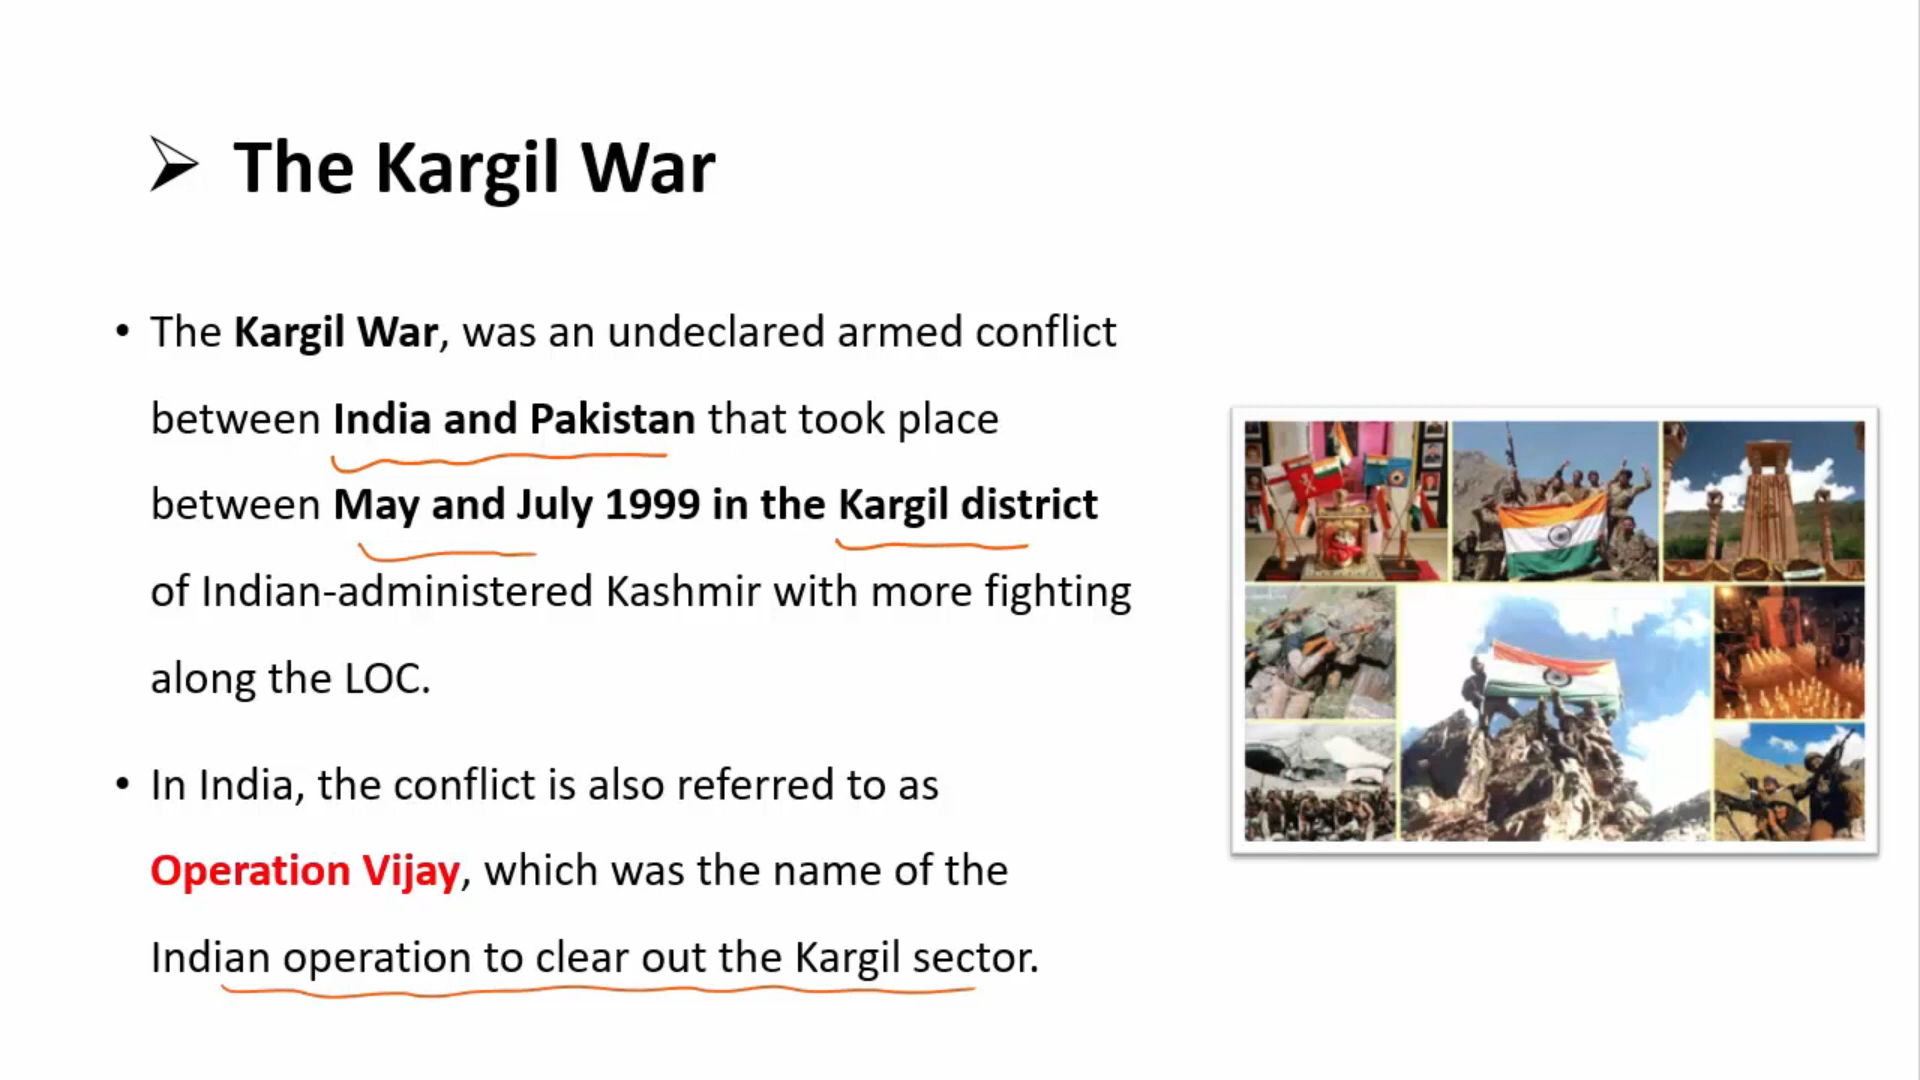 The Kargil War
• The Kargil War, was an undeclared armed conflict
between India and Pakistan that took place
between May and July 1999 in the Kargil district
of Indian-administered Kashmir with more fighting
along the LOC.
• In India, the conflict is also referred to as
Operation Vijay, which was the name of the
Indian operation to clear out the Kargil sector.